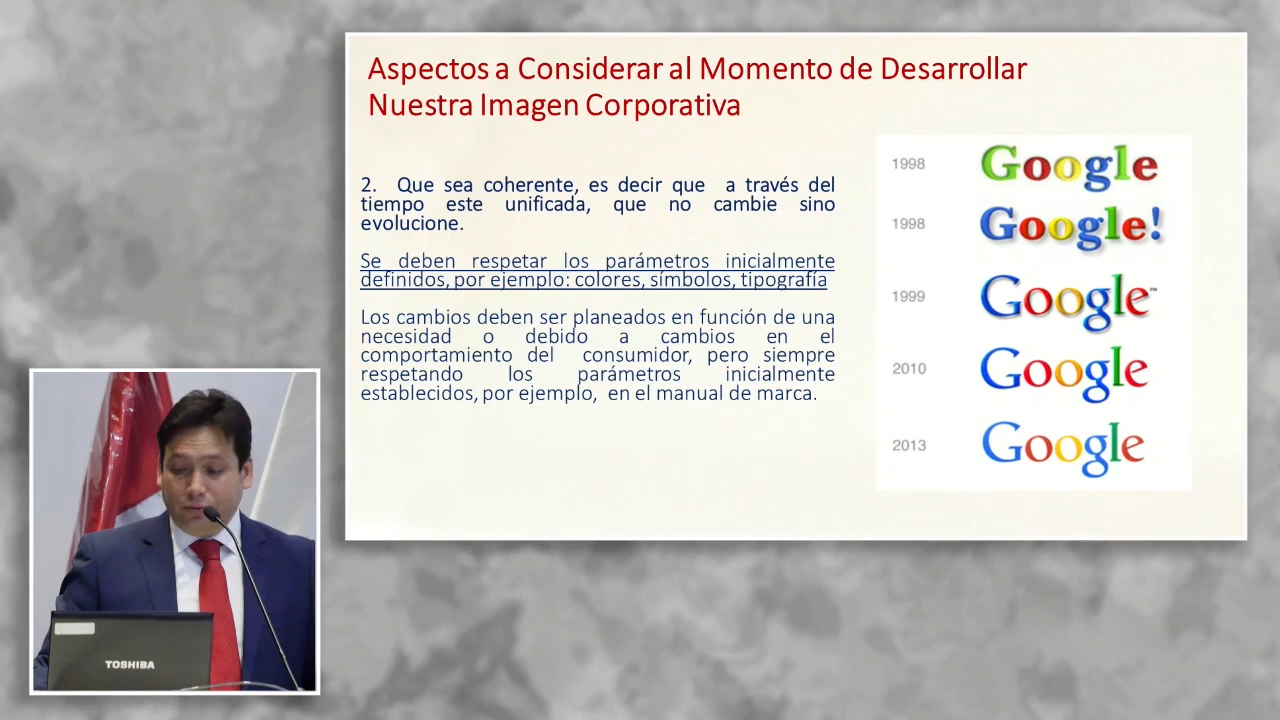 Aspectos a Considerar al Momento de Desarrollar
Nuestra Imagen Corporativa
2. Que sea coherente, es decir que a través del
tiempo este unificada, que no cambie sino
evolucione.
Se deben respetar los parámetros inicialmente
definidos, por ejemplo: colores, símbolos, tipografía
Los cambios deben ser planeados en función de una
necesidad o debido a cambios en el
comportamiento del consumidor, pero siempre
respetando los parámetros inicialmente
establecidos, por ejemplo, en el manual de marca.
1998 Google
1998 Google!
1999 Google™
2010 Google
2013 Google
TOSHIBA